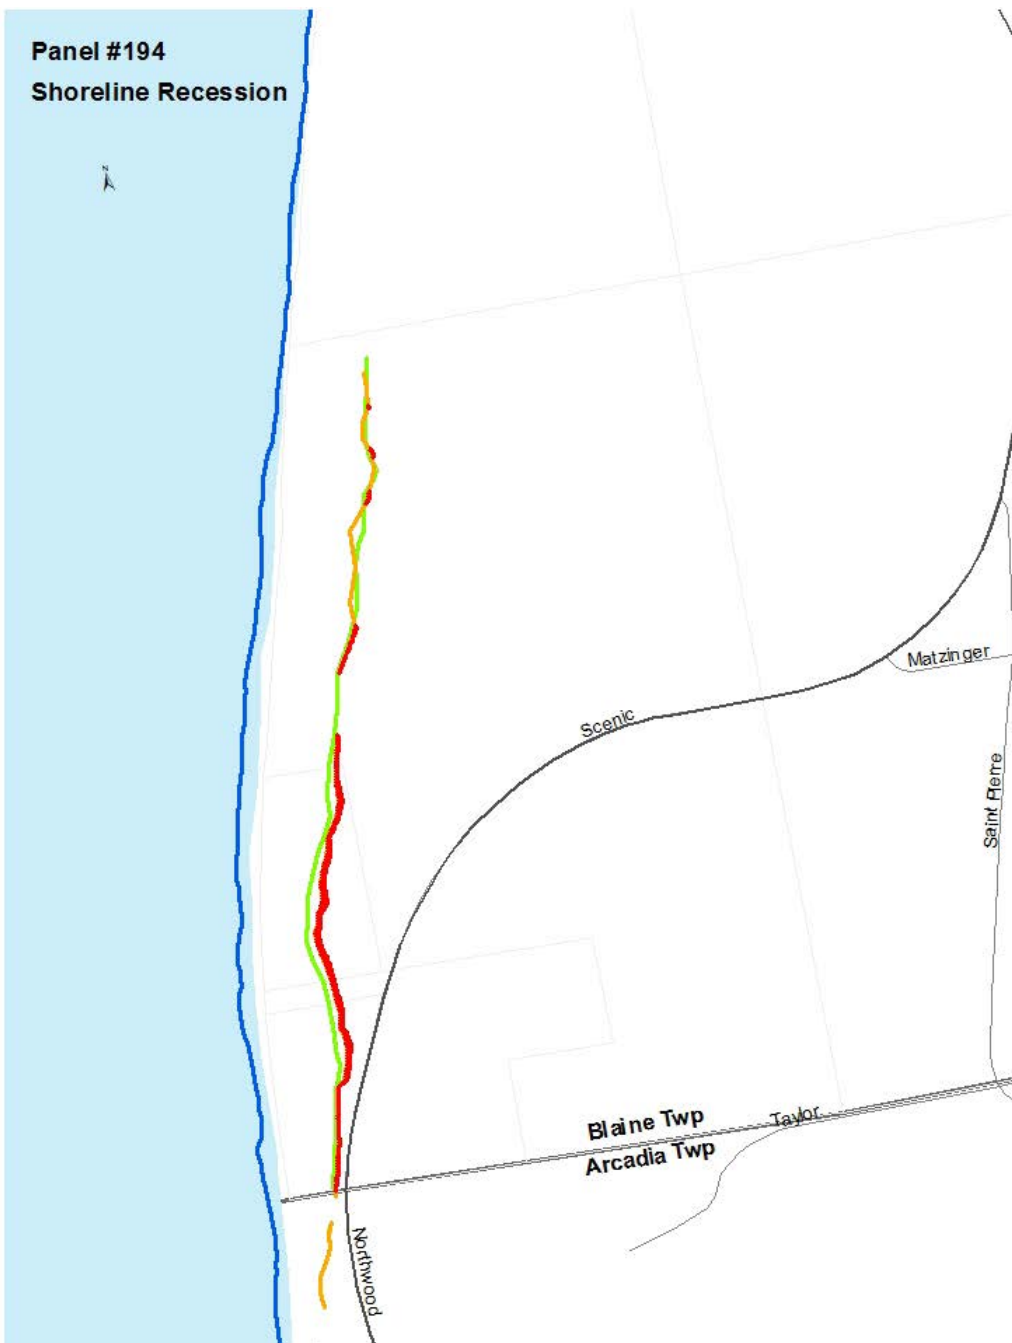 Panel #194
Shoreline Recession
N
Matzinger
Scenic
Saint Pierre
Blaine Twp
Taylor
Arcadia Twp
Northwood